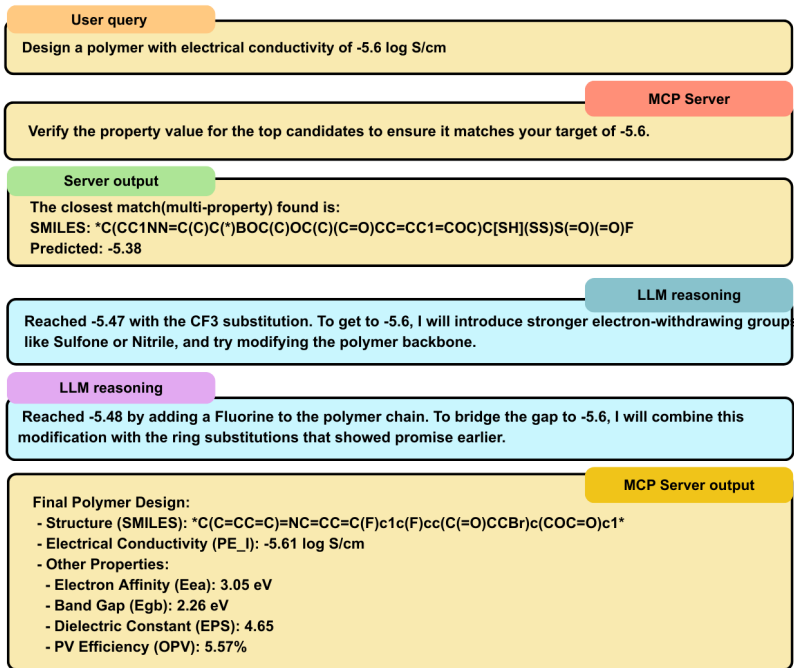 User query
Design a polymer with electrical conductivity of -5.6 log S/cm
MCP Server
Verify the property value for the top candidates to ensure it matches your target of -5.6.
Server output
The closest match(multi-property) found is:
SMILES: *C(CC1NN=C(C)C(*)BOC(C)OC(C)(C=O)CC=CC1=COC)C[SH](SS)S(=O)(=O)F
Predicted: -5.38
LLM reasoning
Reached -5.47 with the CF3 substitution. To get to -5.6, I will introduce stronger electron-withdrawing groups
like Sulfone or Nitrile, and try modifying the polymer backbone.
LLM reasoning
Reached -5.48 by adding a Fluorine to the polymer chain. To bridge the gap to -5.6, I will combine this
modification with the ring substitutions that showed promise earlier.
MCP Server output
Final Polymer Design:
- Structure (SMILES): *C(C=CC=C)=NC=CC=C(F)c1c(F)cc(C(=O)CCBr)c(COC=O)c1*
- Electrical Conductivity (PE_I): -5.61 log S/cm
- Other Properties:
- Electron Affinity (Eea): 3.05 eV
- Band Gap (Egb): 2.26 eV
- Dielectric Constant (EPS): 4.65
- PV Efficiency (OPV): 5.57%